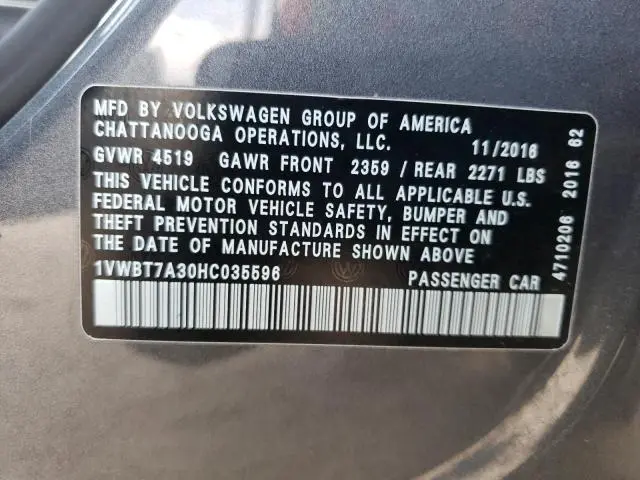 MFD BY VOLKSWAGEN GROUP OF AMERICA
CHATTANOOGA OPERATIONS, LLC. 11/2016
GVWR 4519 GAWR FRONT 2359 / REAR 2271 LBS
THIS VEHICLE CONFORMS TO ALL APPLICABLE U.S.
FEDERAL MOTOR VEHICLE SAFETY, BUMPER AND
THEFT PREVENTION STANDARDS IN EFFECT ON
THE DATE OF MANUFACTURE SHOWN ABOVE
1VWBT7A30HC035596 PASSENGER CAR
4710206 2016 62